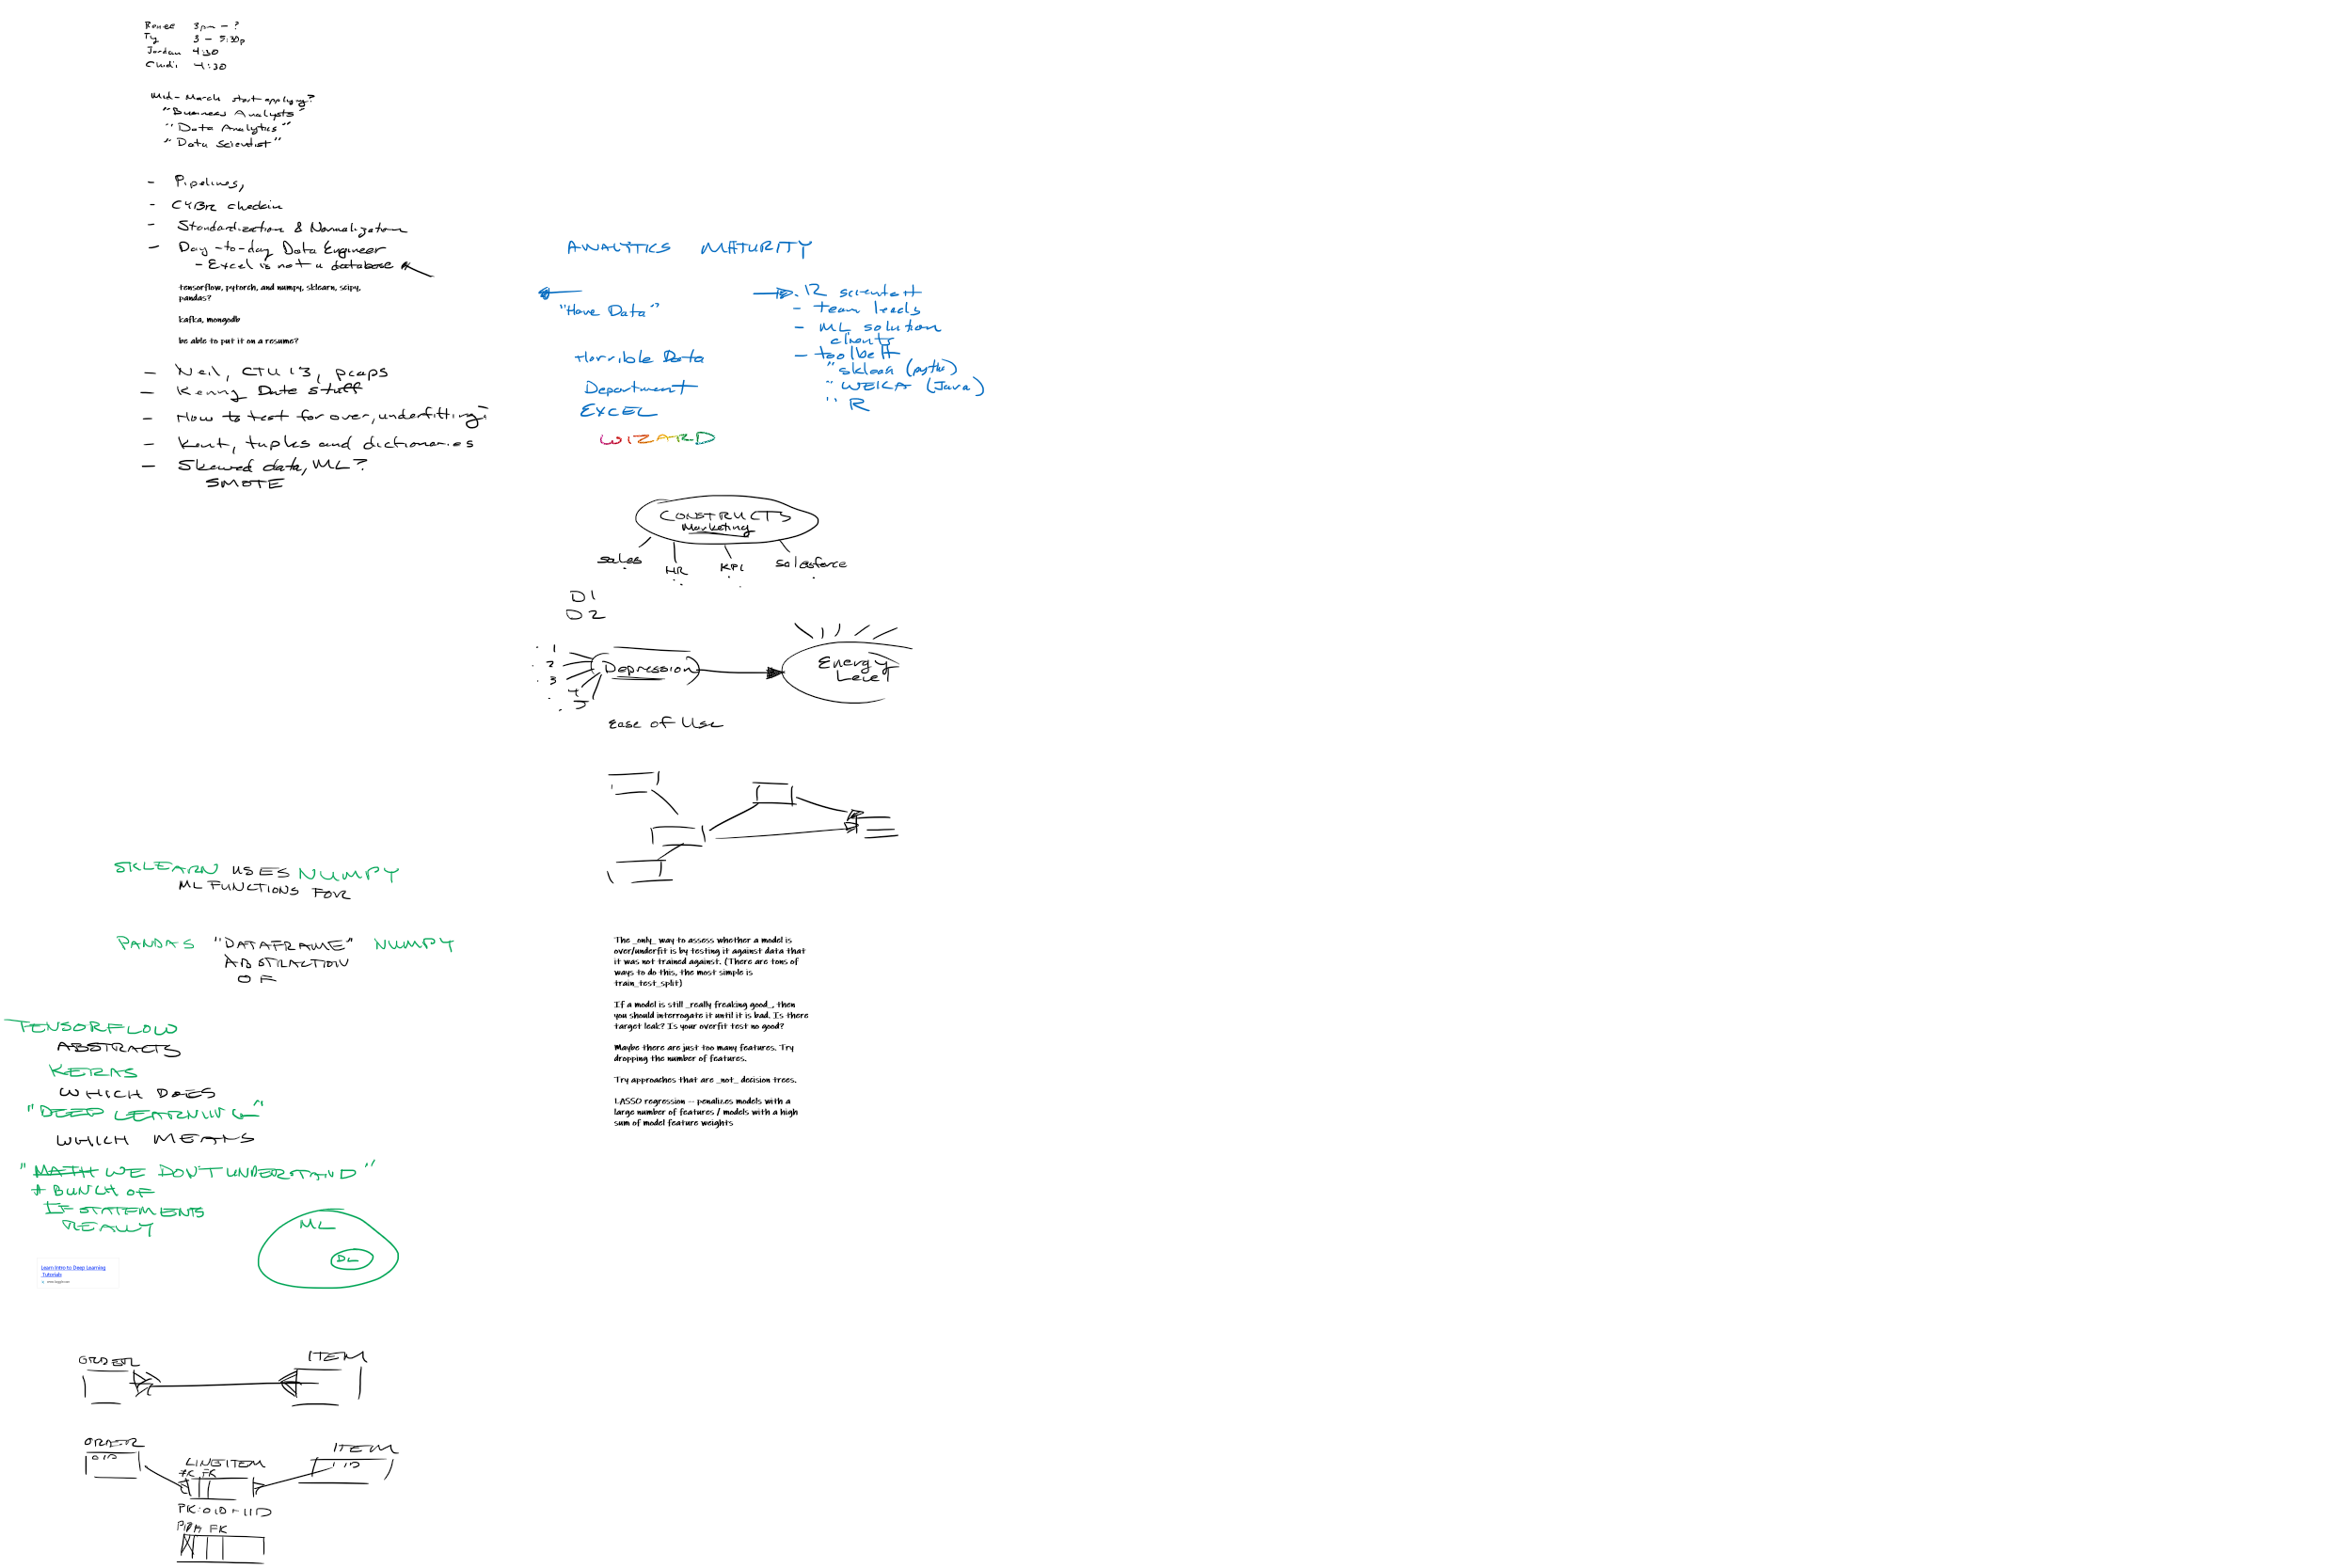 Renee 3pm - ?
Ty 3 - 5:30p
Jordan 4:30
4:30
Mid-March start applying?
"Business Analysts"
"Data Analytics"
"Data Scientist"
- Pipelines,
- CYBR checkin
- Standardization & Normalization
- Day-to-day Data Engineer
- Excel is not a database
tensorflow, pytorch, and numpy, sklearn, scipy,
pandas?
kafka, mongodb
be able to put it on a resume?
- Neil, CTU 13, pcaps
- Kenny Date stuff
- How to test for over, underfitting?
- Kent, tuples and dictionaries
- Skewed data, ML?
SMOTE
ANALYTICS MATURITY
"Have Data"
Horrible Data
Department
EXCEL
WIZARD
12 scientist
- team leads
- ML solution
clients
- toolbelt
" (pytho)
" WEKA (Java)
" R
CONSTRUCTS
Marketing
Sales
HR
KPI
Salesforce
D1
D2
1
2
3
4
5
Depression
Energy
Level
Ease of Use
SKLEARN USES NUMPY
ML FUNCTIONS FOR
PANDAS "DATAFRAME" NUMPY
ABSTRACTION
OF
The _only_ way to assess whether a model is
over/underfit is by testing it against data that
it was not trained against. (There are tons of
ways to do this, the most simple is
train_test_split)
If a model is still _really freaking good_, then
you should interrogate it until it is bad. Is there
target leak? Is your overfit test no good?
Maybe there are just too many features. Try
dropping the number of features.
Try approaches that are _not_ decision trees.
LASSO regression -- penalizes models with a
large number of features / models with a high
sum of model feature weights
TENSORFLOW
ABSTRACTS
KERAS
WHICH DOES
"DEEP LEARNING"
WHICH MEANS
"MATH WE DON'T UNDERSTAND"
A BUNCH OF
IF STATEMENTS
REALLY
ML
DL
Learn Intro to Deep Learning
Tutorials
ORDER
ITEM
ORDER
OID
LINEITEM
FK FK
ITEM
IID
PK: OID + IID
FK